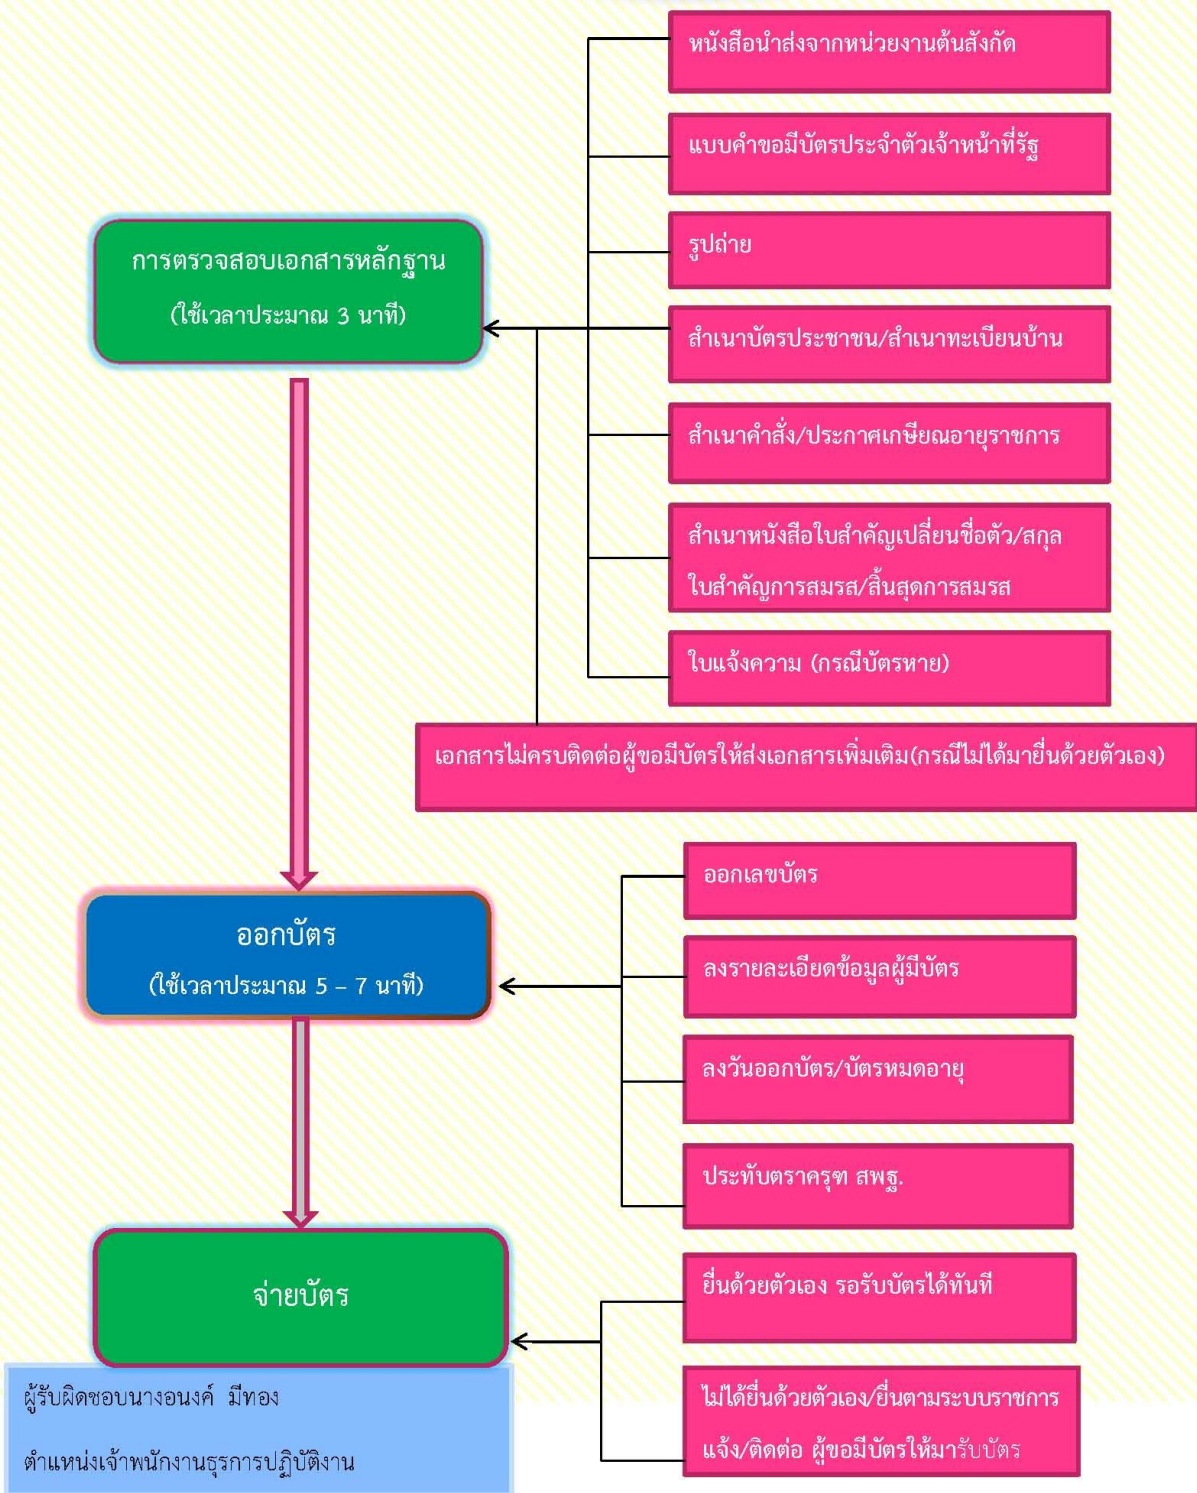 หนังสือนำส่งจากหน่วยงานต้นสังกัด
แบบคำขอมีบัตรประจำตัวเจ้าหน้าที่รัฐ
รูปถ่าย
การตรวจสอบเอกสารหลักฐาน
(ใช้เวลาประมาณ 3 นาที)
สำเนาบัตรประชาชน/สำเนาทะเบียนบ้าน
สำเนาคำสั่ง/ประกาศเกษียณอายุราชการ
สำเนาหนังสือใบสำคัญเปลี่ยนชื่อตัว/สกุล
ใบสำคัญการสมรส/สิ้นสุดการสมรส
ใบแจ้งความ (กรณีบัตรหาย)
เอกสารไม่ครบติดต่อผู้ขอมีบัตรให้ส่งเอกสารเพิ่มเติม(กรณีไม่ได้มายื่นด้วยตัวเอง)
ออกบัตร
(ใช้เวลาประมาณ 5 – 7 นาที)
ออกเลขบัตร
ลงรายละเอียดข้อมูลผู้มีบัตร
ลงวันออกบัตร/บัตรหมดอายุ
ประทับตราครุฑ สพฐ.
จ่ายบัตร
ยื่นด้วยตัวเอง รอรับบัตรได้ทันที
ไม่ได้ยื่นด้วยตัวเอง/ยื่นตามระบบราชการ
แจ้ง/ติดต่อ ผู้ขอมีบัตรให้มารับบัตร
ผู้รับผิดชอบนางอนงค์ มีทอง
ตำแหน่งเจ้าพนักงานธุรการปฏิบัติงาน